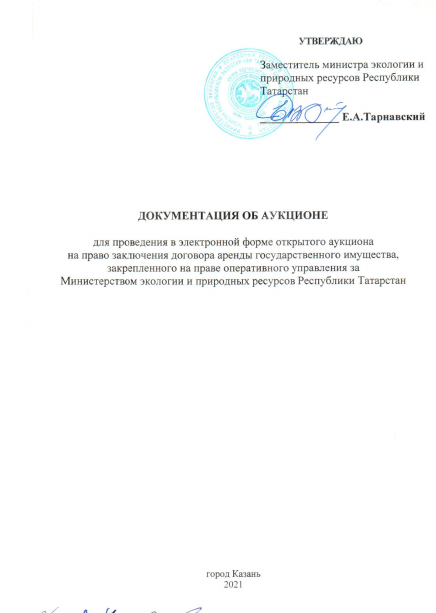 УТВЕРЖДАЮ
Заместитель министра экологии и
природных ресурсов Республики
Татарстан
Е.А.Тарнавский
ДОКУМЕНТАЦИЯ ОБ АУКЦИОНЕ
для проведения в электронной форме открытого аукциона
на право заключения договора аренды государственного имущества,
закрепленного на праве оперативного управления за
Министерством экологии и природных ресурсов Республики Татарстан
город Казань
2021